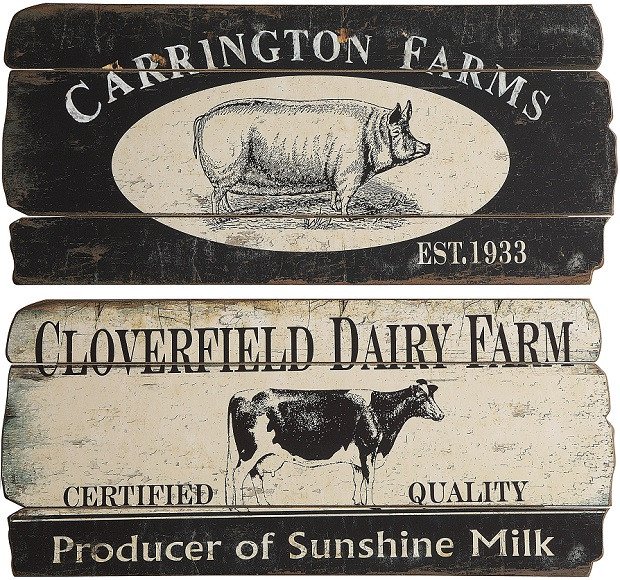 CARRINGTON FARMS
EST.1933
CLOVERFIELD DAIRY FARM
CERTIFIED QUALITY
Producer of Sunshine Milk